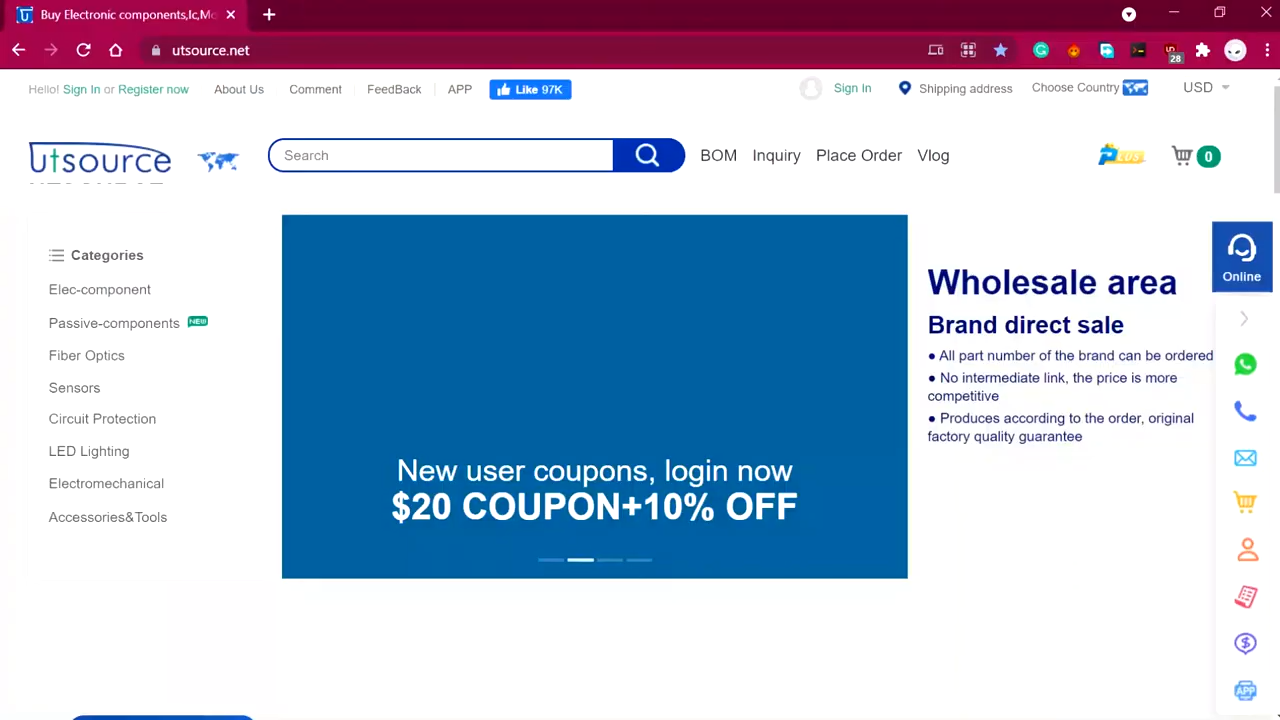 Buy Electronic components,Ic,Mo
utsource.net
28
Hello! Sign In or Register now
About Us
Comment
FeedBack
APP
Like 97K
Sign In
Shipping address
Choose Country
USD
utsource
Search
BOM
Inquiry
Place Order
Vlog
PLUS
0
Categories
Elec-component
Passive-components NEW
Fiber Optics
Sensors
Circuit Protection
LED Lighting
Electromechanical
Accessories&Tools
New user coupons, login now
$20 COUPON+10% OFF
Wholesale area
Brand direct sale
● All part number of the brand can be ordered
● No intermediate link, the price is more
competitive
● Produces according to the order, original
factory quality guarantee
Online
APP